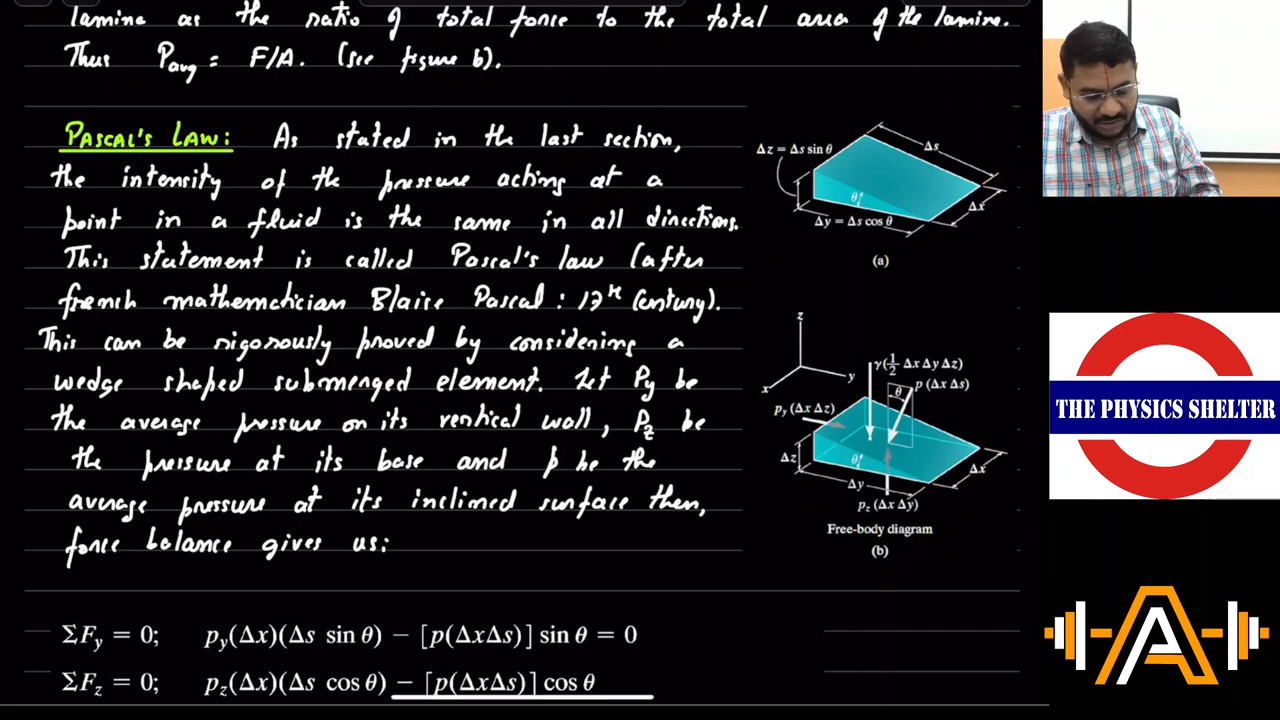 lamina as the ratio of total force to the total area of the lamina.
Thus Pavg = F/A. (see figure b).
PASCAL'S LAW: As stated in the last section,
the intensity of the pressure acting at a
point in a fluid is the same in all directions.
This statement is called Pascal's law (after
french mathematician Blaise Pascal : 17th Century).
This can be rigorously proved by considering a
wedge shaped submerged element. Let Py be
the average pressure on its vertical wall, Pz be
the pressure at its base and p be the
average pressure at its inclined surface then,
force balance gives us:
ΣFy = 0; py(Δx)(Δs sin θ) − [p(ΔxΔs)] sin θ = 0
ΣFz = 0; pz(Δx)(Δs cos θ) − [p(ΔxΔs)] cos θ
Δz = Δs sin θ
Δs
θ
Δx
Δy = Δs cos θ
(a)
z
y
x
γ(1/2 Δx Δy Δz)
p (Δx Δs)
θ
py (Δx Δz)
Δz
θ
Δx
Δy
pz (Δx Δy)
Free-body diagram
(b)
THE PHYSICS SHELTER
A